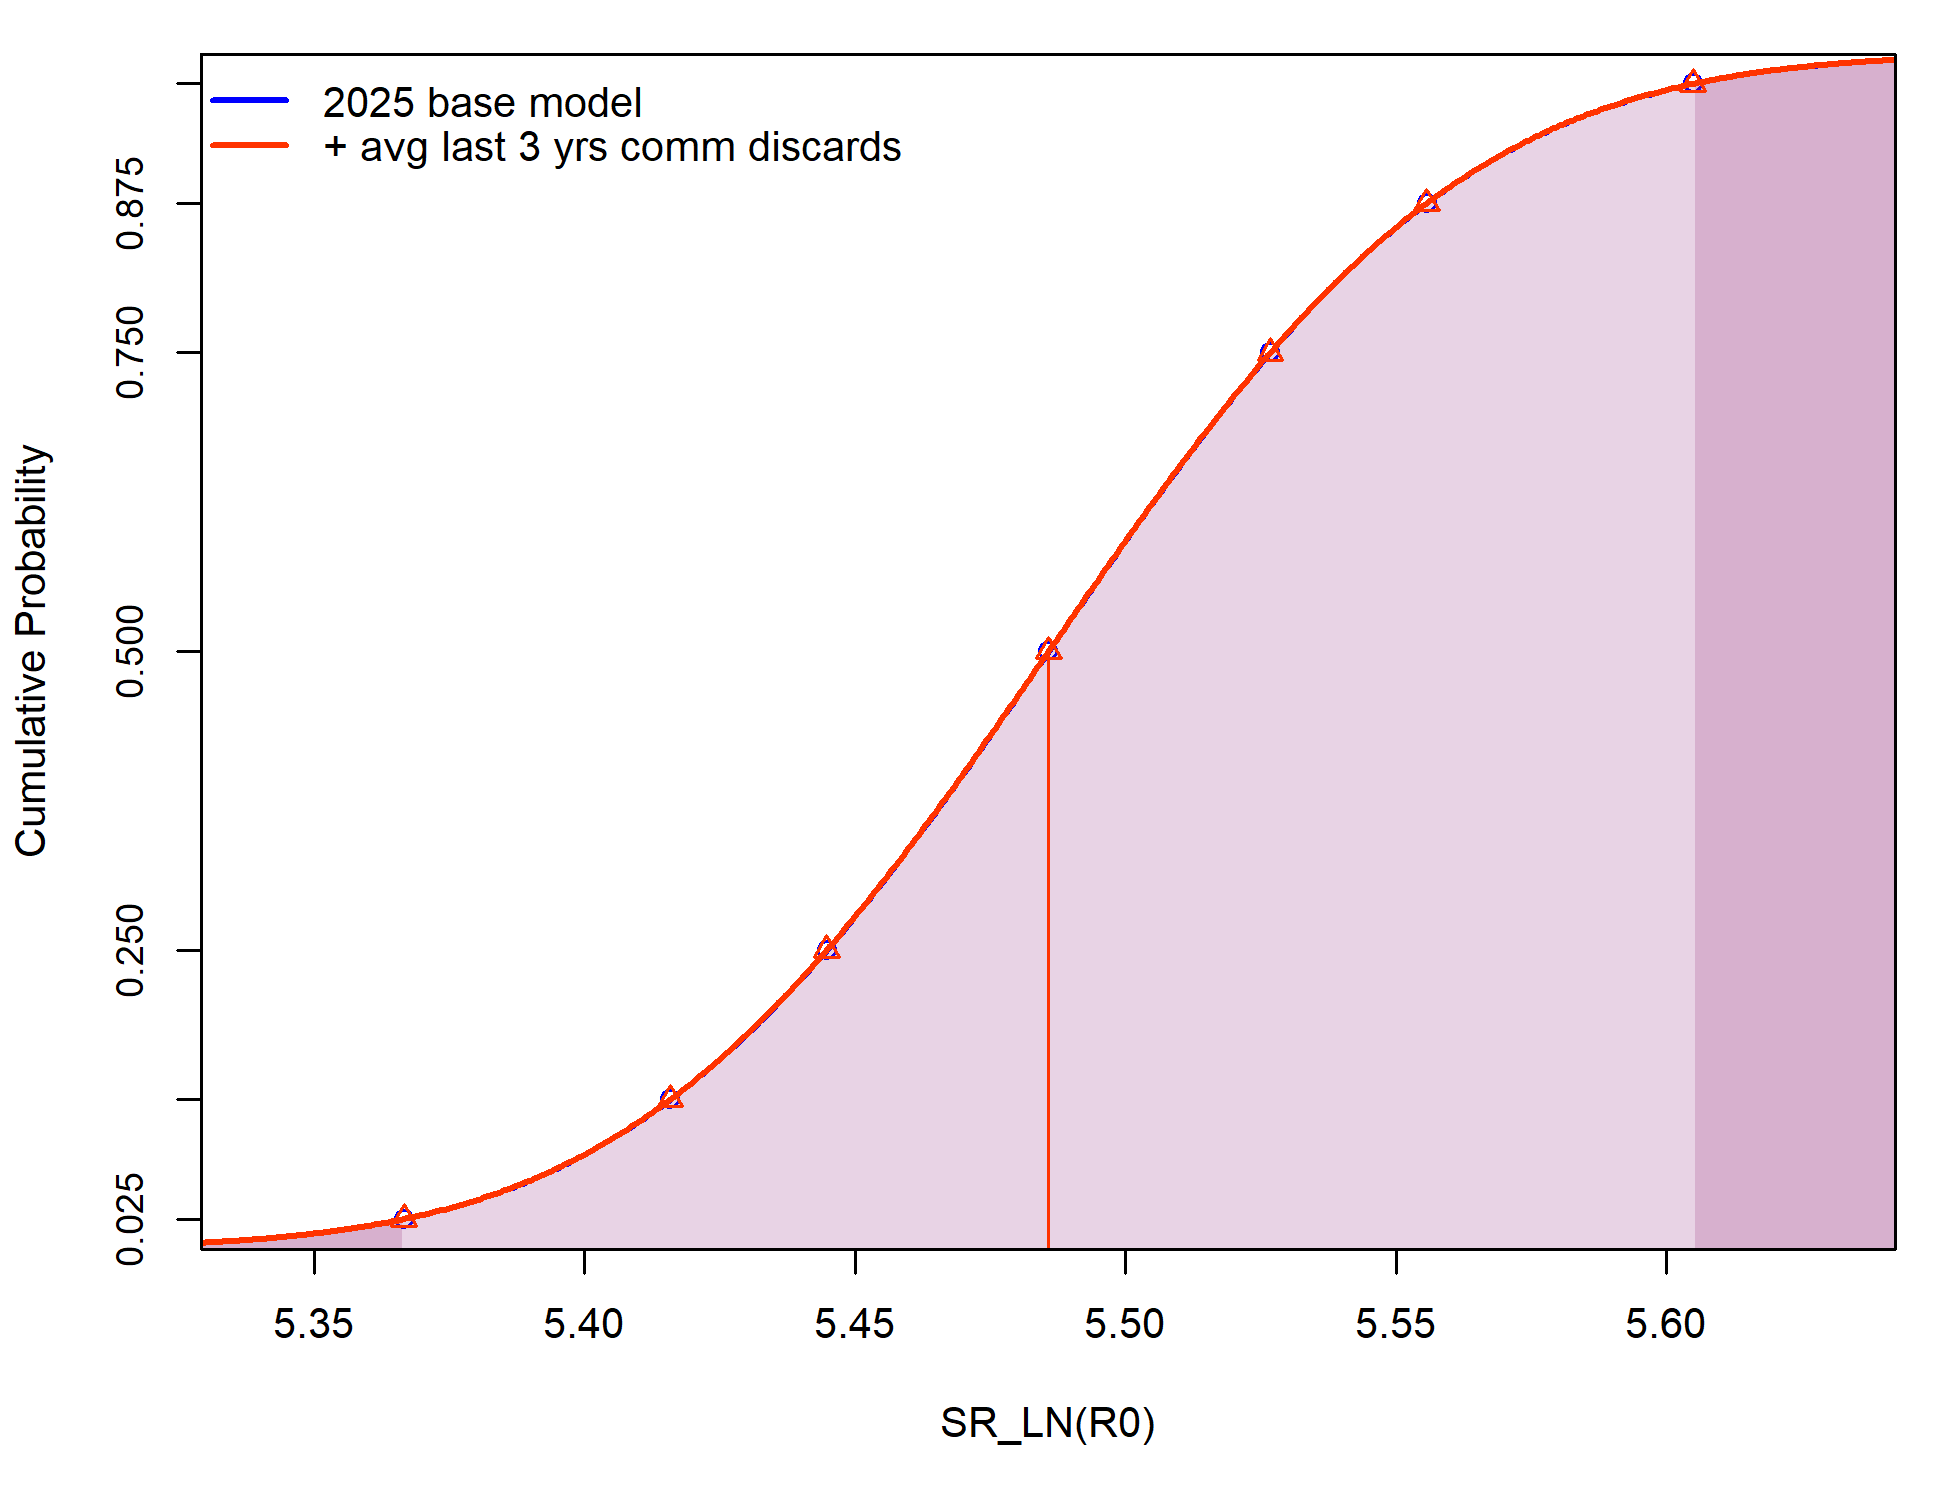 2025 base model
+ avg last 3 yrs comm discards
Cumulative Probability
0.875
0.750
0.500
0.250
0.025
5.35 5.40 5.45 5.50 5.55 5.60
SR_LN(R0)